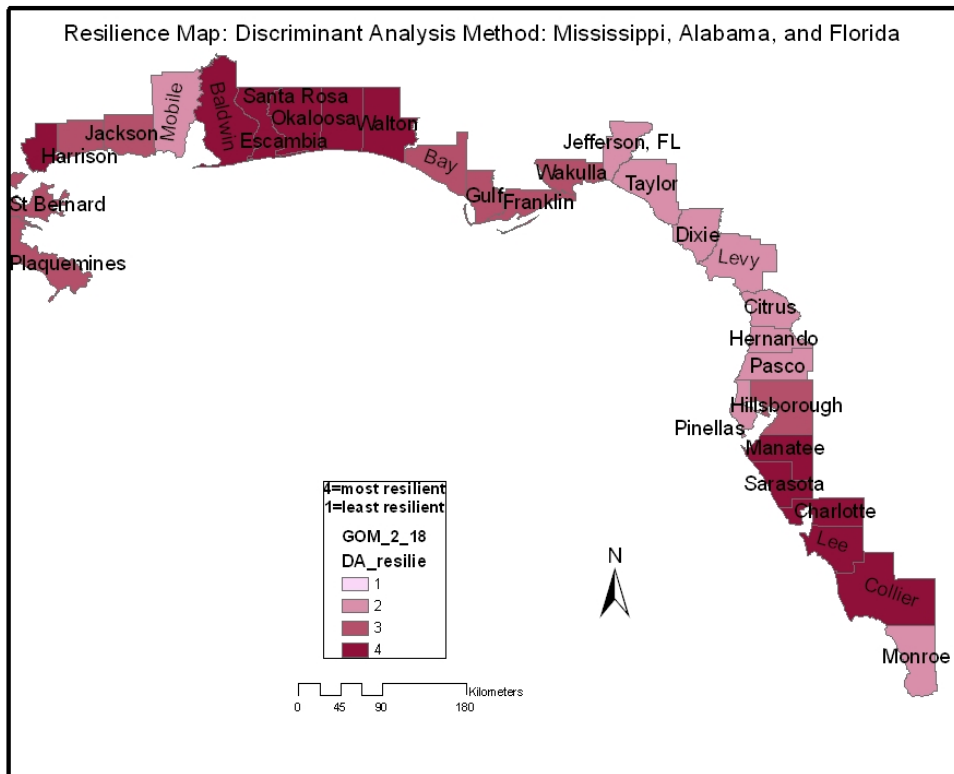 Resilience Map: Discriminant Analysis Method: Mississippi, Alabama, and Florida
Mobile
Baldwin
Santa Rosa
Okaloosa
Walton
Escambia
Jackson
Harrison
Jefferson, FL
Bay
Wakulla
Taylor
St Bernard
Gulf
Franklin
Dixie
Levy
Plaquemines
Citrus
Hernando
Pasco
Hillsborough
Pinellas
Manatee
Sarasota
Charlotte
Lee
Collier
Monroe
4=most resilient
1=least resilient
GOM_2_18
DA_resilie
1
2
3
4
N
Kilometers
0 45 90 180